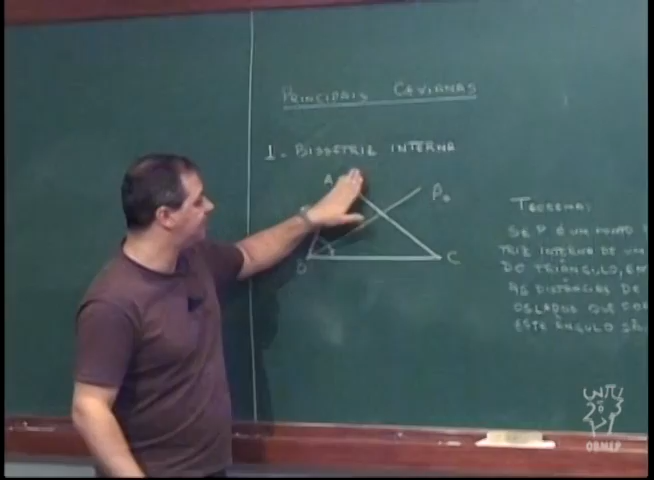 PRINCIPAIS CEVIANAS
1- BISSETRIZ INTERNA
A
B
C
TEOREMA:
SE P É UM PONTO
TRIZ INTERNA DE UM
DO TRIÂNGULO, EN
AS DISTÂNCIAS DE
OS LADOS QUE
ESTE ÂNGULO SÃO
OBMEP